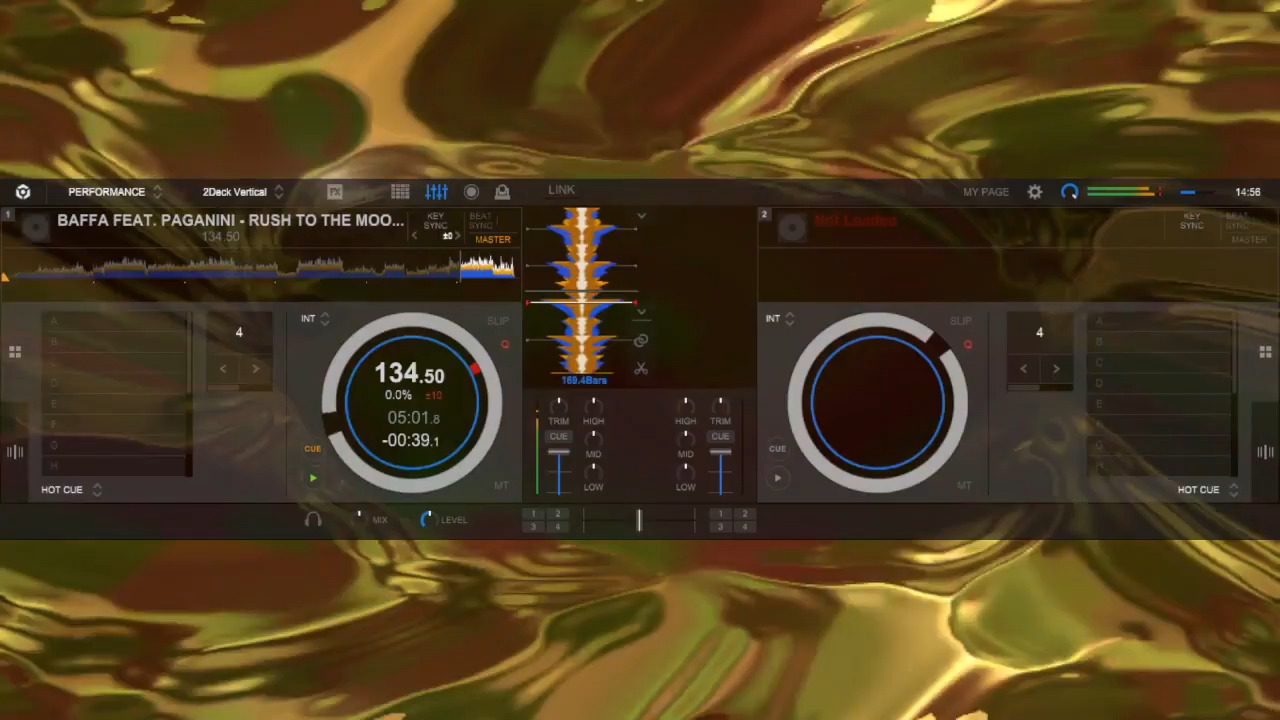 PERFORMANCE 2Deck Vertical FX LINK MY PAGE 14:56
1 BAFFA FEAT. PAGANINI - RUSH TO THE MOO... KEY SYNC BEAT SYNC
134.50 ±0 MASTER
2 Not Loaded KEY SYNC BEAT SYNC
MASTER
A
B
D
E
F
G
H
HOT CUE
4
INT SLIP
Q
134.50
0.0% ±10
05:01.8
-00:39.1
CUE
MT
169.4Bars
TRIM HIGH HIGH TRIM
CUE CUE
MID MID
LOW LOW
INT SLIP
Q
CUE
MT
4
A
B
C
D
E
F
G
HOT CUE
MIX LEVEL
1 2 1 2
3 4 3 4